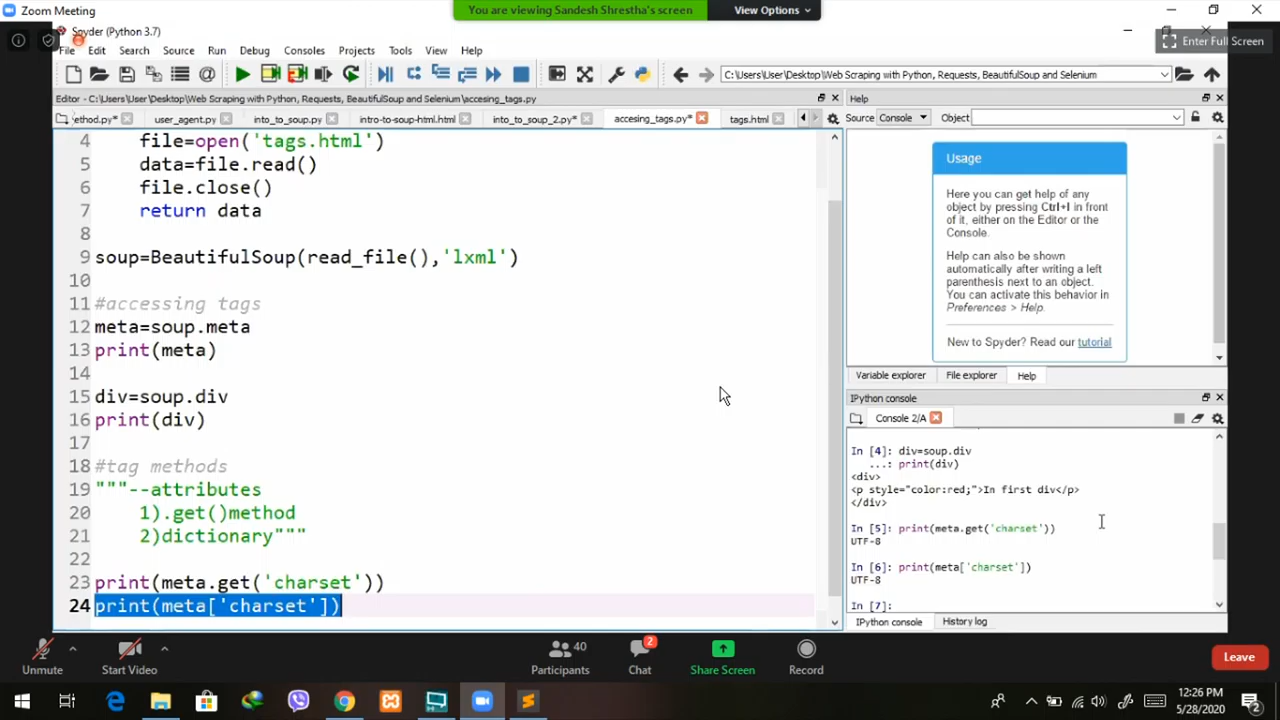 Zoom Meeting
You are viewing Sandesh Shrestha's screen
View Options
Spyder (Python 3.7)
Enter Full Screen
File Edit Search Source Run Debug Consoles Projects Tools View Help
C:\Users\User\Desktop\Web Scraping with Python, Requests, BeautifulSoup and Selenium
Editor - C:\Users\User\Desktop\Web Scraping with Python, Requests, BeautifulSoup and Selenium\accesing_tags.py
ethod.py* user_agent.py into_to_soup.py intro-to-soup-html.html into_to_soup_2.py* accesing_tags.py* tags.html
4 file=open('tags.html')
5 data=file.read()
6 file.close()
7 return data
8
9 soup=BeautifulSoup(read_file(),'lxml')
10
11 #accessing tags
12 meta=soup.meta
13 print(meta)
14
15 div=soup.div
16 print(div)
17
18 #tag methods
19 """--attributes
20 1).get()method
21 2)dictionary"""
22
23 print(meta.get('charset'))
24 print(meta['charset'])
Help
Source Console Object
Usage
Here you can get help of any
object by pressing Ctrl+I in front
of it, either on the Editor or the
Console.
Help can also be shown
automatically after writing a left
parenthesis next to an object.
You can activate this behavior in
Preferences > Help.
New to Spyder? Read our tutorial
Variable explorer File explorer Help
IPython console
Console 2/A
In [4]: div=soup.div
...: print(div)
<div>
<p style="color:red;">In first div</p>
</div>
In [5]: print(meta.get('charset'))
UTF-8
In [6]: print(meta['charset'])
UTF-8
In [7]:
IPython console History log
Unmute
Start Video
40
Participants
2
Chat
Share Screen
Record
Leave
12:26 PM
5/28/2020
2